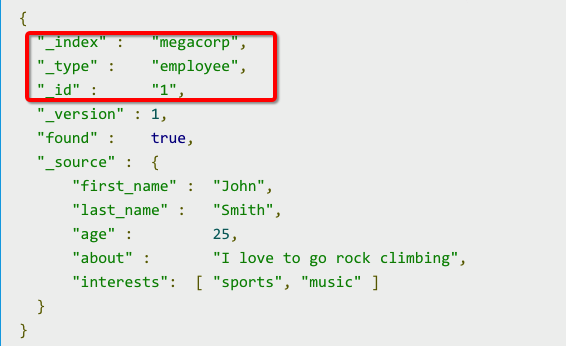 {
"_index" : "megacorp",
"_type" : "employee",
"_id" : "1",
"_version" : 1,
"found" : true,
"_source" : {
"first_name" : "John",
"last_name" : "Smith",
"age" : 25,
"about" : "I love to go rock climbing",
"interests": [ "sports", "music" ]
}
}